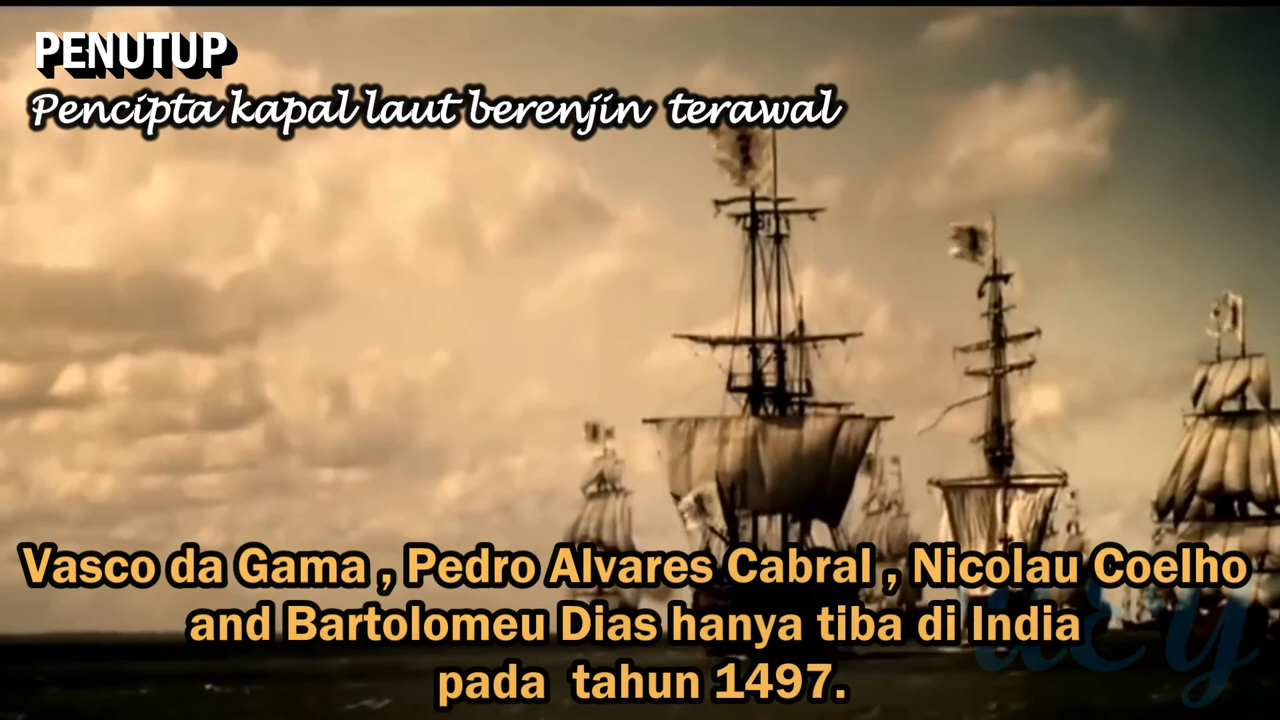 PENUTUP
Pencipta kapal laut berenjin terawal
Vasco da Gama , Pedro Alvares Cabral , Nicolau Coelho
and Bartolomeu Dias hanya tiba di India
pada tahun 1497.